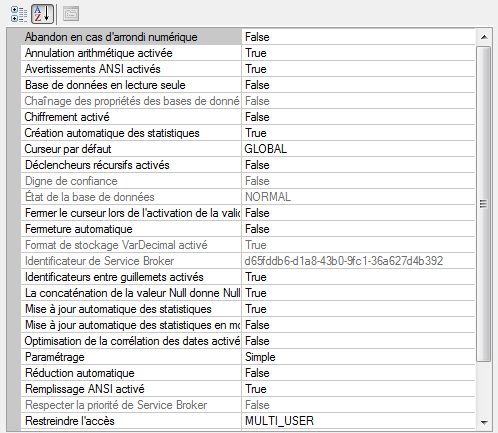 Abandon en cas d'arrondi numérique False
Annulation arithmétique activée True
Avertissements ANSI activés True
Base de données en lecture seule False
Chaînage des propriétés des bases de donné False
Chiffrement activé False
Création automatique des statistiques True
Curseur par défaut GLOBAL
Déclencheurs récursifs activés False
Digne de confiance False
État de la base de données NORMAL
Fermer le curseur lors de l'activation de la valid False
Fermeture automatique False
Format de stockage VarDecimal activé True
Identificateur de Service Broker d65fddb6-d1a8-43b0-9fc1-36a627d4b392
Identificateurs entre guillemets activés True
La concaténation de la valeur Null donne Null True
Mise à jour automatique des statistiques True
Mise à jour automatique des statistiques en mo False
Optimisation de la corrélation des dates activé False
Paramétrage Simple
Réduction automatique False
Remplissage ANSI activé True
Respecter la priorité de Service Broker False
Restreindre l'accès MULTI_USER